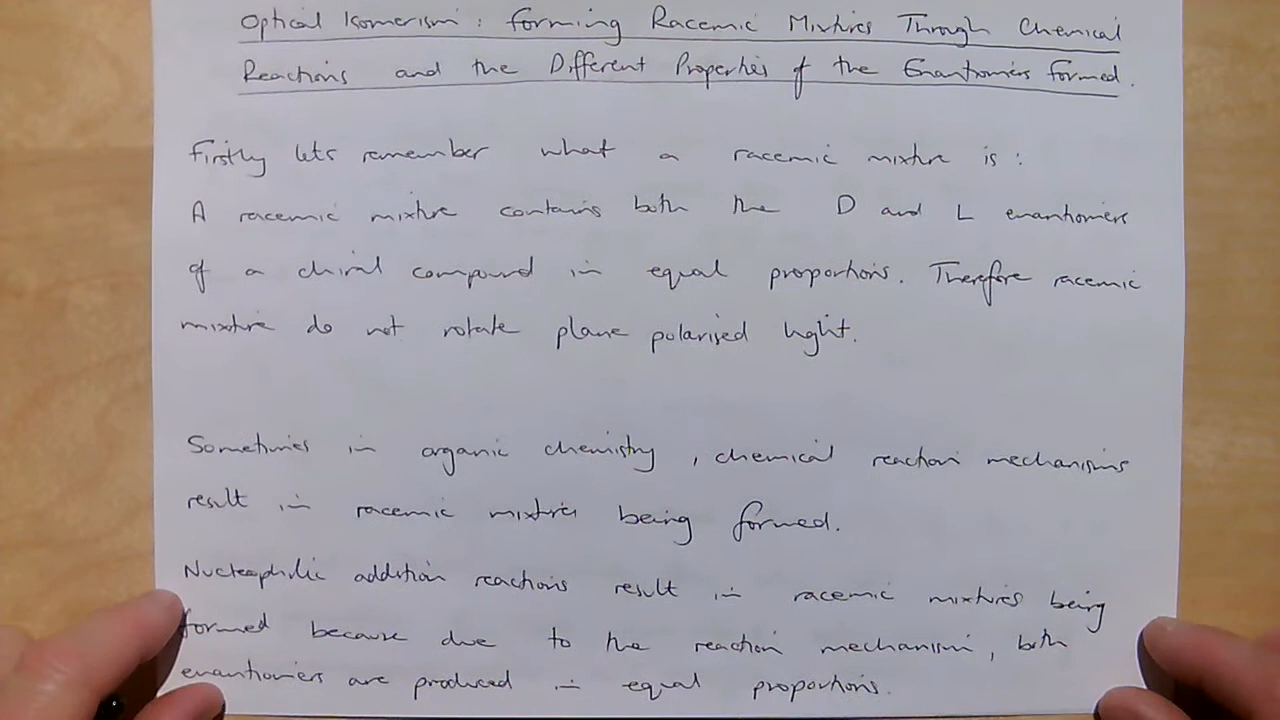 Optical Isomerism: Forming Racemic Mixtures Through Chemical
Reactions and the Different Properties of the Enantiomers Formed.
Firstly lets remember what a racemic mixture is :
A racemic mixture contains both the D and L enantiomers
of a chiral compound in equal proportions. Therefore racemic
mixture do not rotate plane polarised light.
Sometimes in organic chemistry, chemical reaction mechanisms
result in racemic mixtures being formed.
Nucleophilic addition reactions result in racemic mixtures being
formed because due to the reaction mechanism, both
enantiomers are produced in equal proportions.